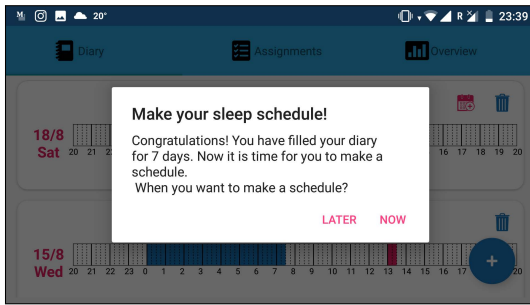 20°
R
23:39
Diary
Assignments
Overview
Make your sleep schedule!
Congratulations! You have filled your diary
for 7 days. Now it is time for you to make a
schedule.
When you want to make a schedule?
LATER
NOW
18/8
Sat
20 21 16 17 18 19 20
15/8
Wed
20 21 22 23 0 1 2 3 4 5 6 7 8 9 10 11 12 13 14 15 16 17 20
+